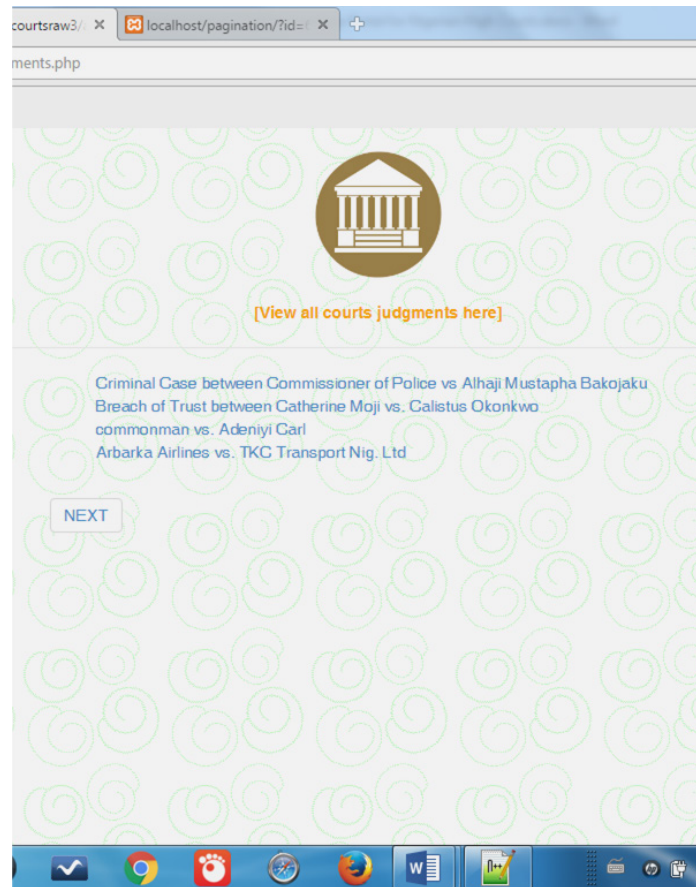 courtsraw3/
localhost/pagination/?id=
ments.php
[View all courts judgments here]
Criminal Case between Commissioner of Police vs Alhaji Mustapha Bakojaku
Breach of Trust between Catherine Moji vs. Calistus Okonkwo
commonman vs. Adeniyi Carl
Arbarka Airlines vs. TKC Transport Nig. Ltd
NEXT